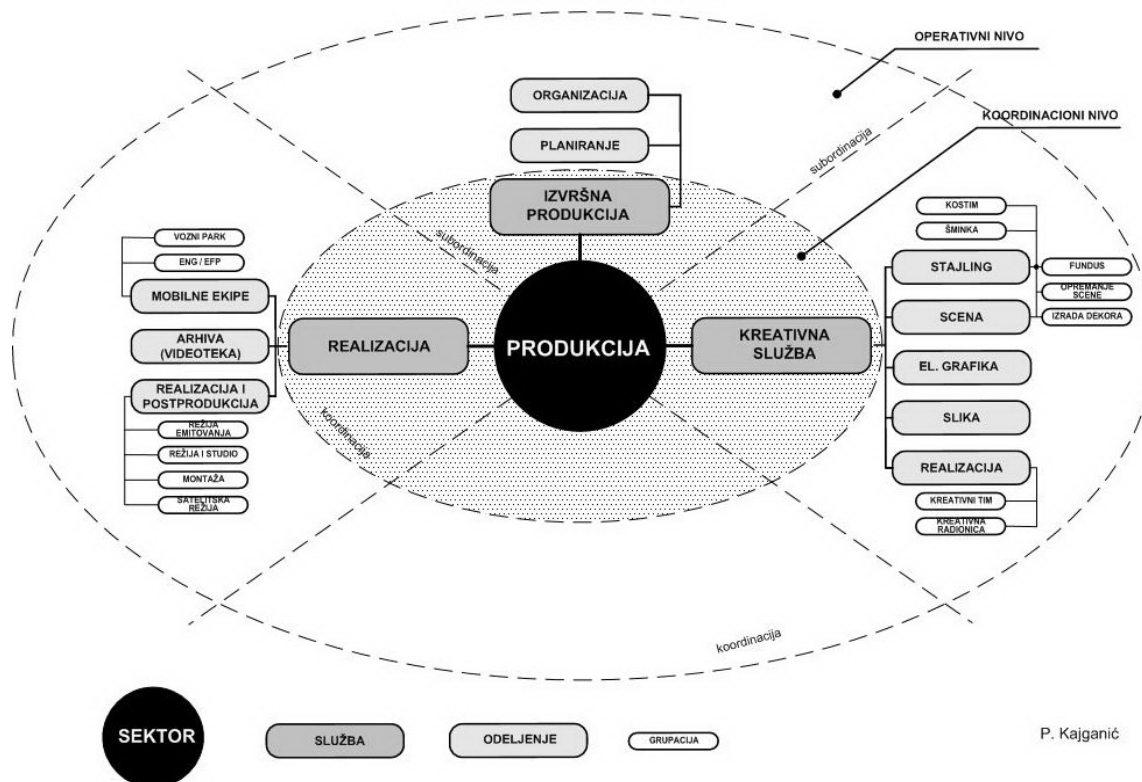 OPERATIVNI NIVO
KOORDINACIONI NIVO
subordinacija
ORGANIZACIJA
PLANIRANJE
IZVRŠNA
PRODUKCIJA
subordinacija
VOZNI PARK
ENG / EFP
MOBILNE EKIPE
ARHIVA
(VIDEOTEKA)
REALIZACIJA I
POSTPRODUKCIJA
REŽIJA
EMITOVANJA
REŽIJA I STUDIO
MONTAŽA
SATELITSKA
REŽIJA
REALIZACIJA
PRODUKCIJA
KREATIVNA
SLUŽBA
KOSTIM
ŠMINKA
STAJLING
FUNDUS
OPREMANJE
SCENE
SCENA
IZRADA DEKORA
EL. GRAFIKA
SLIKA
REALIZACIJA
KREATIVNI TIM
KREATIVNA
RADIONICA
koordinacija
koordinacija
SEKTOR
SLUŽBA
ODELJENJE
GRUPACIJA
P. Kajganić